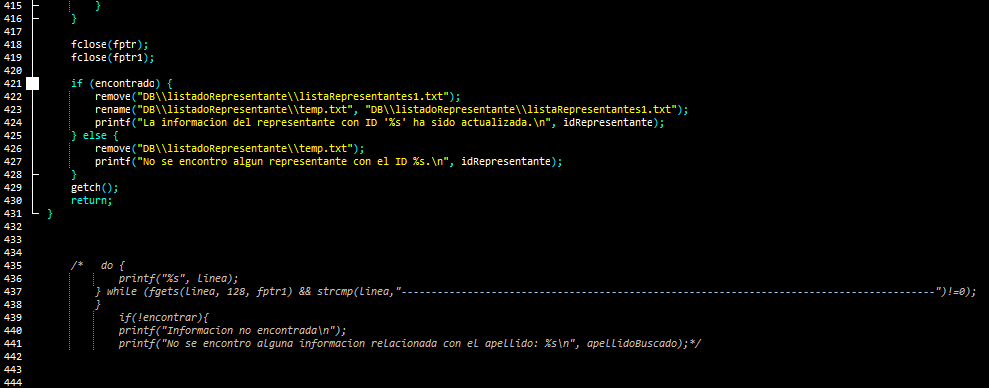 415 }
416 }
417
418 fclose(fptr);
419 fclose(fptr1);
420
421 if (encontrado) {
422 remove("DB\\listadoRepresentante\\listaRepresentantes1.txt");
423 rename("DB\\listadoRepresentante\\temp.txt", "DB\\listadoRepresentante\\listaRepresentantes1.txt");
424 printf("La informacion del representante con ID '%s' ha sido actualizada.\n", idRepresentante);
425 } else {
426 remove("DB\\listadoRepresentante\\temp.txt");
427 printf("No se encontro algun representante con el ID %s.\n", idRepresentante);
428 }
429 getch();
430 return;
431 }
432
433
434
435 /* do {
436 printf("%s", linea);
437 } while (fgets(linea, 128, fptr1) && strcmp(linea,"------------------------------------------------------------------------------------------")!=0);
438 }
439 if(!encontrar){
440 printf("Informacion no encontrada\n");
441 printf("No se encontro alguna informacion relacionada con el apellido: %s\n", apellidoBuscado);*/
442
443
444